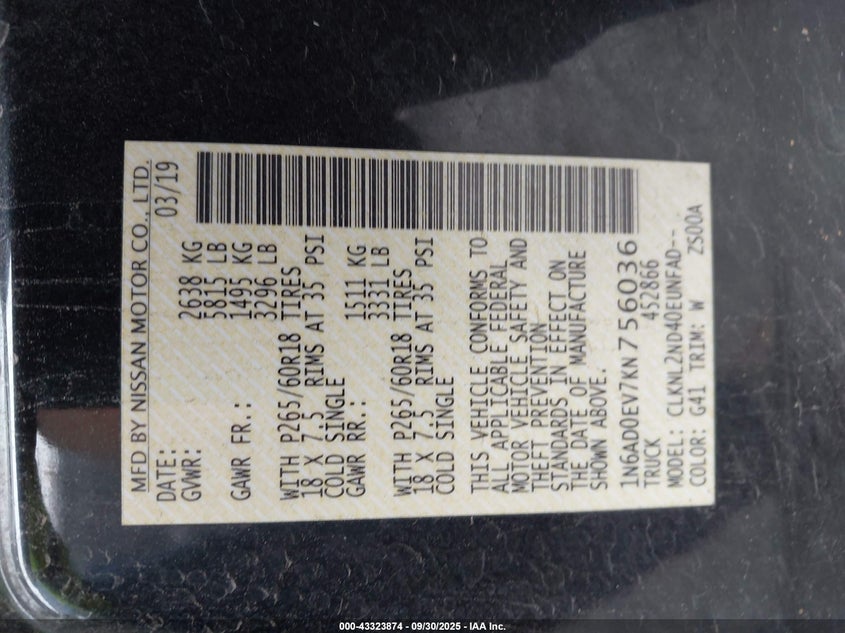 MFD BY NISSAN MOTOR CO., LTD.
DATE: 03/19
GVWR: 2638 KG
5815 LB
GAWR FR.: 1495 KG
3296 LB
WITH P265/60R18 TIRES
18 X 7.5 RIMS AT 35 PSI
COLD SINGLE
GAWR RR.: 1511 KG
3331 LB
WITH P265/60R18 TIRES
18 X 7.5 RIMS AT 35 PSI
COLD SINGLE
THIS VEHICLE CONFORMS TO
ALL APPLICABLE FEDERAL
MOTOR VEHICLE SAFETY AND
THEFT PREVENTION
STANDARDS IN EFFECT ON
THE DATE OF MANUFACTURE
SHOWN ABOVE.
1N6AD0EV7KN756036
TRUCK 452866
MODEL: CLKNL2ND40EUNFAD--
COLOR: G41 TRIM: W ZS00A
000-43323874 - 09/30/2025 - IAA Inc.